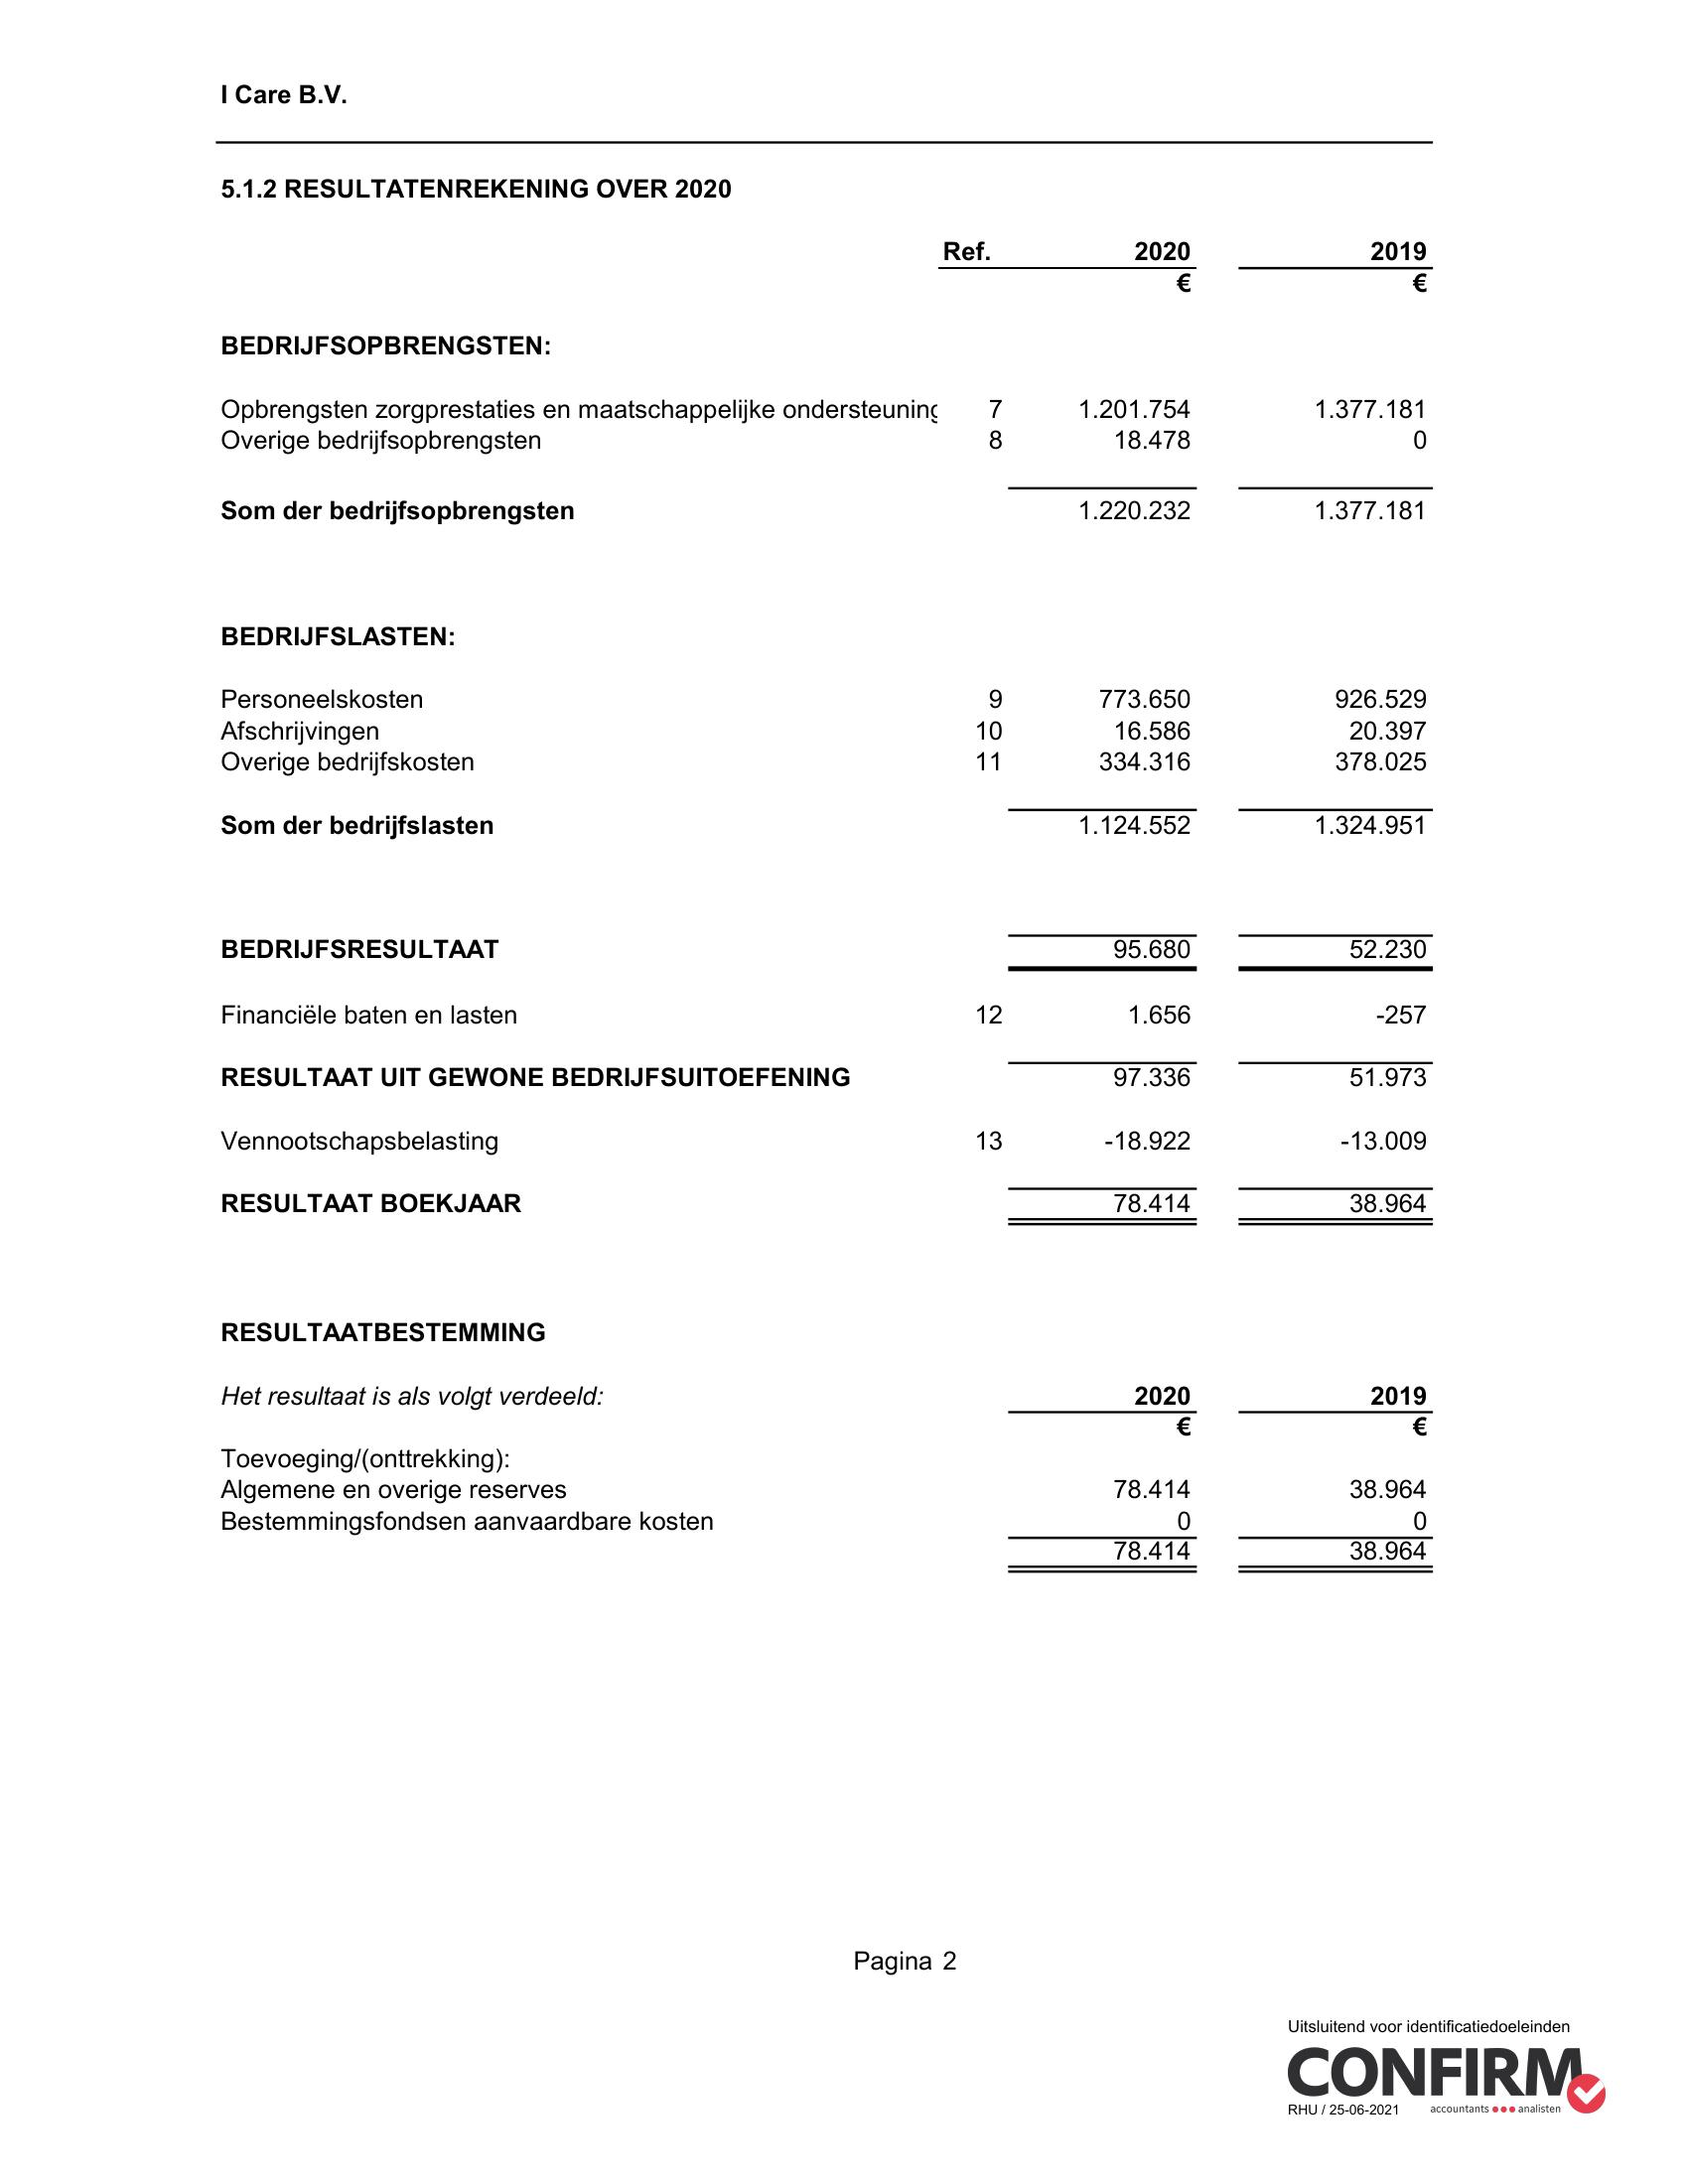 I Care B.V.
5.1.2 RESULTATENREKENING OVER 2020
Ref. 2020 2019
€ €
BEDRIJFSOPBRENGSTEN:
Opbrengsten zorgprestaties en maatschappelijke ondersteuning 7 1.201.754 1.377.181
Overige bedrijfsopbrengsten 8 18.478 0
Som der bedrijfsopbrengsten 1.220.232 1.377.181
BEDRIJFSLASTEN:
Personeelskosten 9 773.650 926.529
Afschrijvingen 10 16.586 20.397
Overige bedrijfskosten 11 334.316 378.025
Som der bedrijfslasten 1.124.552 1.324.951
BEDRIJFSRESULTAAT 95.680 52.230
Financiële baten en lasten 12 1.656 -257
RESULTAAT UIT GEWONE BEDRIJFSUITOEFENING 97.336 51.973
Vennootschapsbelasting 13 -18.922 -13.009
RESULTAAT BOEKJAAR 78.414 38.964
RESULTAATBESTEMMING
Het resultaat is als volgt verdeeld: 2020 2019
€ €
Toevoeging/(onttrekking):
Algemene en overige reserves 78.414 38.964
Bestemmingsfondsen aanvaardbare kosten 0 0
78.414 38.964
Pagina 2
Uitsluitend voor identificatiedoeleinden
CONFIRM
RHU / 25-06-2021 accountants analisten